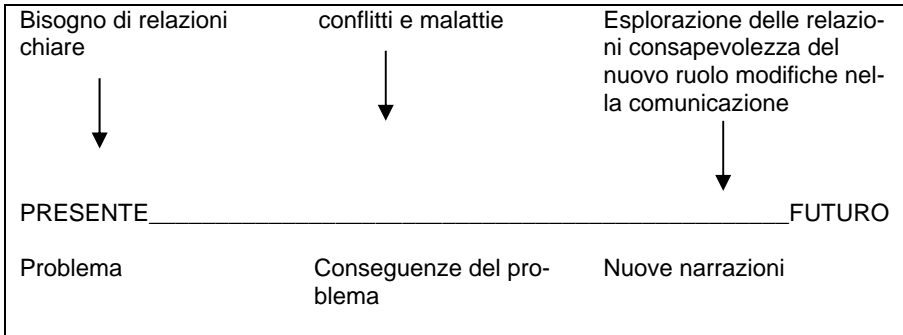 Bisogno di relazioni
chiare
conflitti e malattie
Esplorazione delle relazio-
ni consapevolezza del
nuovo ruolo modifiche nel-
la comunicazione
PRESENTE____________________________________________________FUTURO
Problema
Conseguenze del pro-
blema
Nuove narrazioni